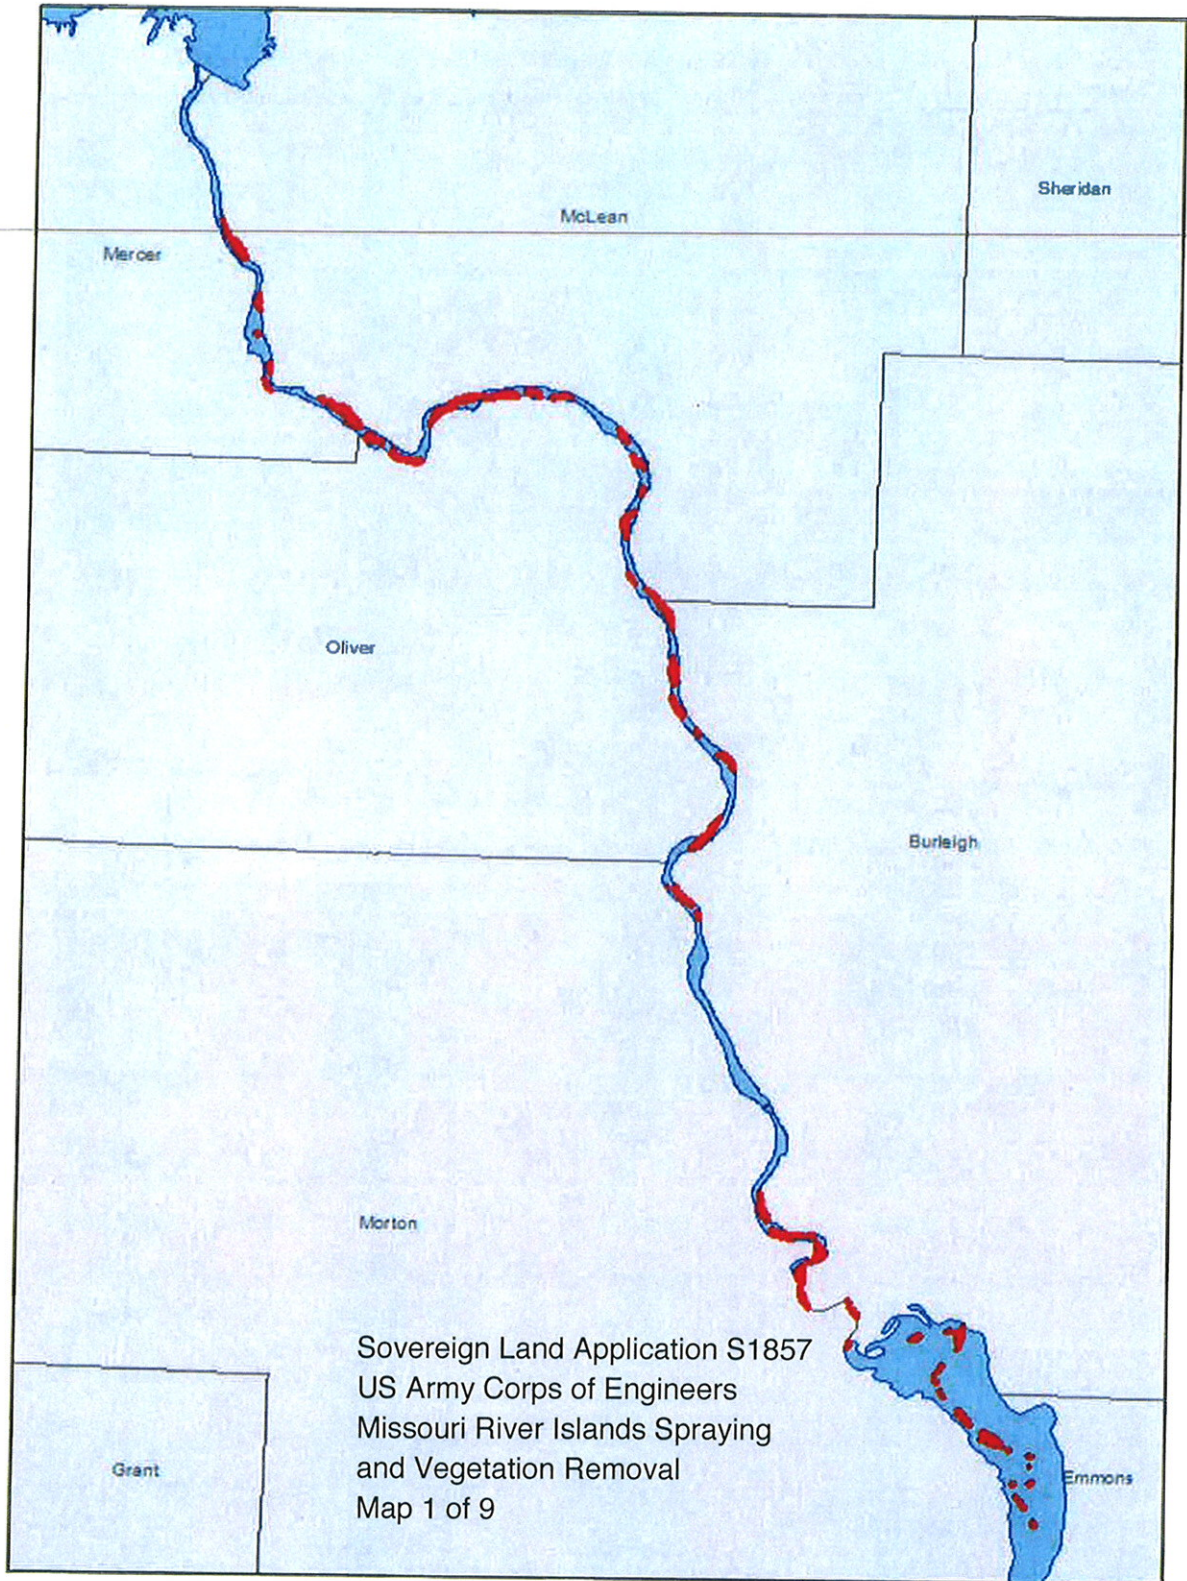 Sheridan
McLean
Mercer
Oliver
Burleigh
Morton
Sovereign Land Application S1857
US Army Corps of Engineers
Missouri River Islands Spraying
and Vegetation Removal
Map 1 of 9
Grant
Emmons